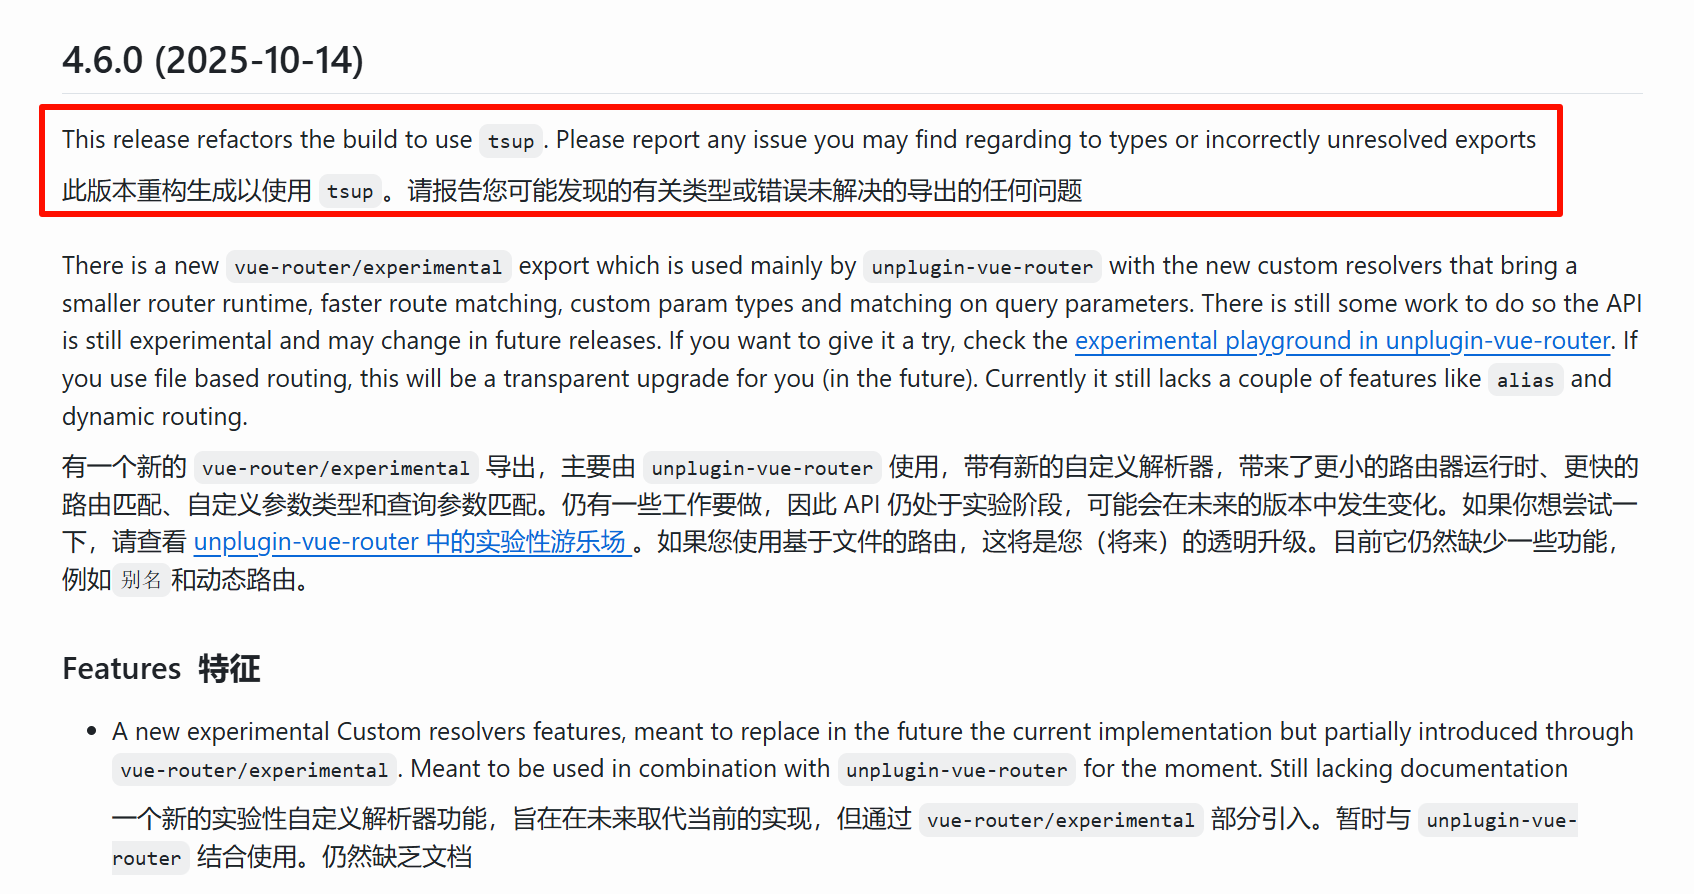 4.6.0 (2025-10-14)
This release refactors the build to use tsup. Please report any issue you may find regarding to types or incorrectly unresolved exports
此版本重构生成以使用 tsup 。请报告您可能发现的有关类型或错误未解决的导出的任何问题
There is a new vue-router/experimental export which is used mainly by unplugin-vue-router with the new custom resolvers that bring a
smaller router runtime, faster route matching, custom param types and matching on query parameters. There is still some work to do so the API
is still experimental and may change in future releases. If you want to give it a try, check the experimental playground in unplugin-vue-router. If
you use file based routing, this will be a transparent upgrade for you (in the future). Currently it still lacks a couple of features like alias and
dynamic routing.
有一个新的 vue-router/experimental 导出，主要由 unplugin-vue-router 使用，带有新的自定义解析器，带来了更小的路由器运行时、更快的
路由匹配、自定义参数类型和查询参数匹配。仍有一些工作要做，因此 API 仍处于实验阶段，可能会在未来的版本中发生变化。如果你想尝试一
下，请查看 unplugin-vue-router 中的实验性游乐场 。如果您使用基于文件的路由，这将是您（将来）的透明升级。目前它仍然缺少一些功能，
例如 别名 和动态路由。
Features 特征
• A new experimental Custom resolvers features, meant to replace in the future the current implementation but partially introduced through
vue-router/experimental. Meant to be used in combination with unplugin-vue-router for the moment. Still lacking documentation
一个新的实验性自定义解析器功能，旨在在未来取代当前的实现，但通过 vue-router/experimental 部分引入。暂时与 unplugin-vue-
router 结合使用。仍然缺乏文档